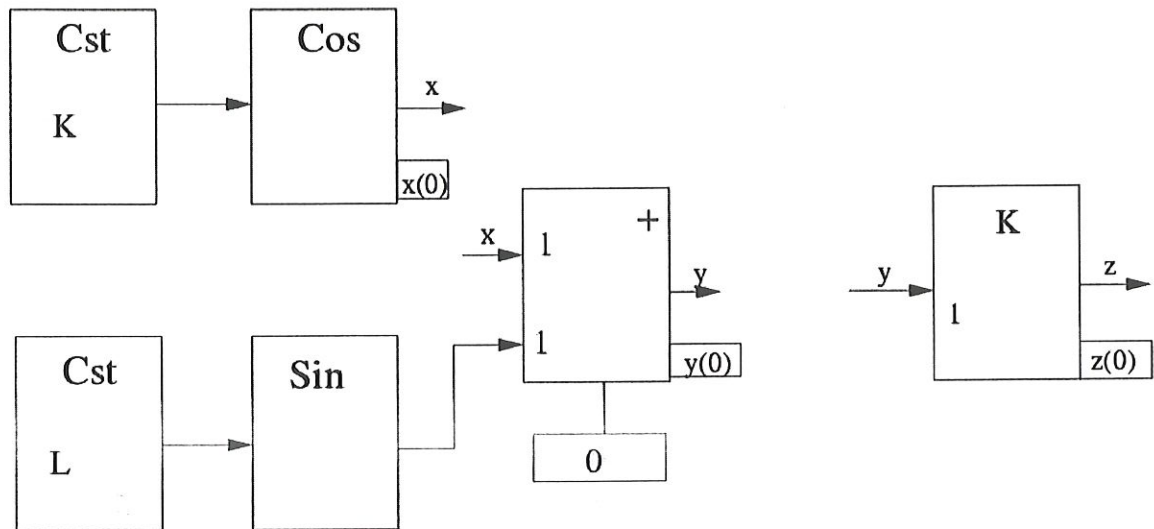 Cst
K
Cos
x
x(0)
x
1
+
1
y
y(0)
0
y
K
1
z
z(0)
Cst
L
Sin